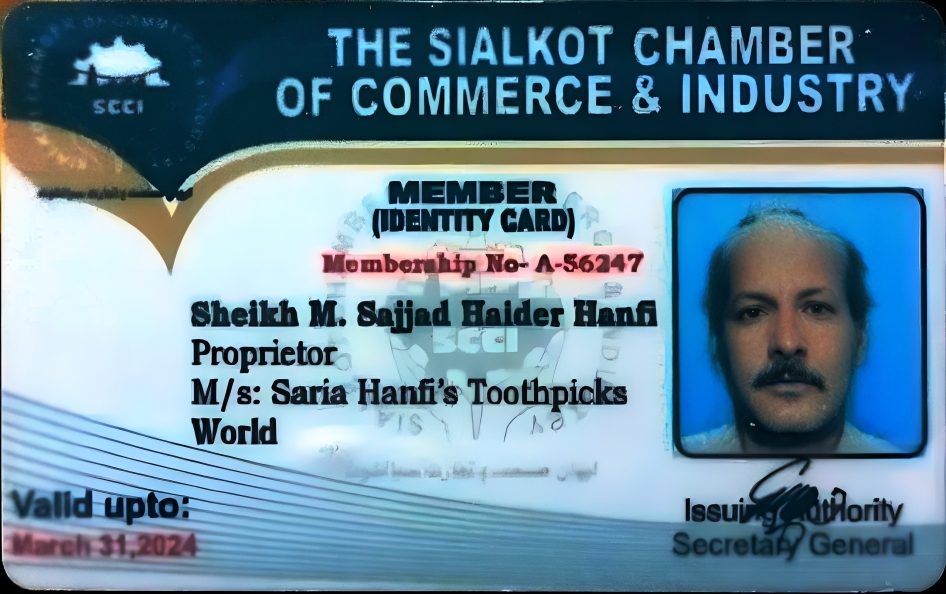 THE SIALKOT CHAMBER
OF COMMERCE & INDUSTRY
SCCI
MEMBER
(IDENTITY CARD)
Membership No- A-56247
Sheikh M. Sajjad Haider Hanfi
Proprietor
M/s: Saria Hanfi's Toothpicks
World
SCCI
Valid upto:
March 31,2024
Issuing Authority
Secretary General